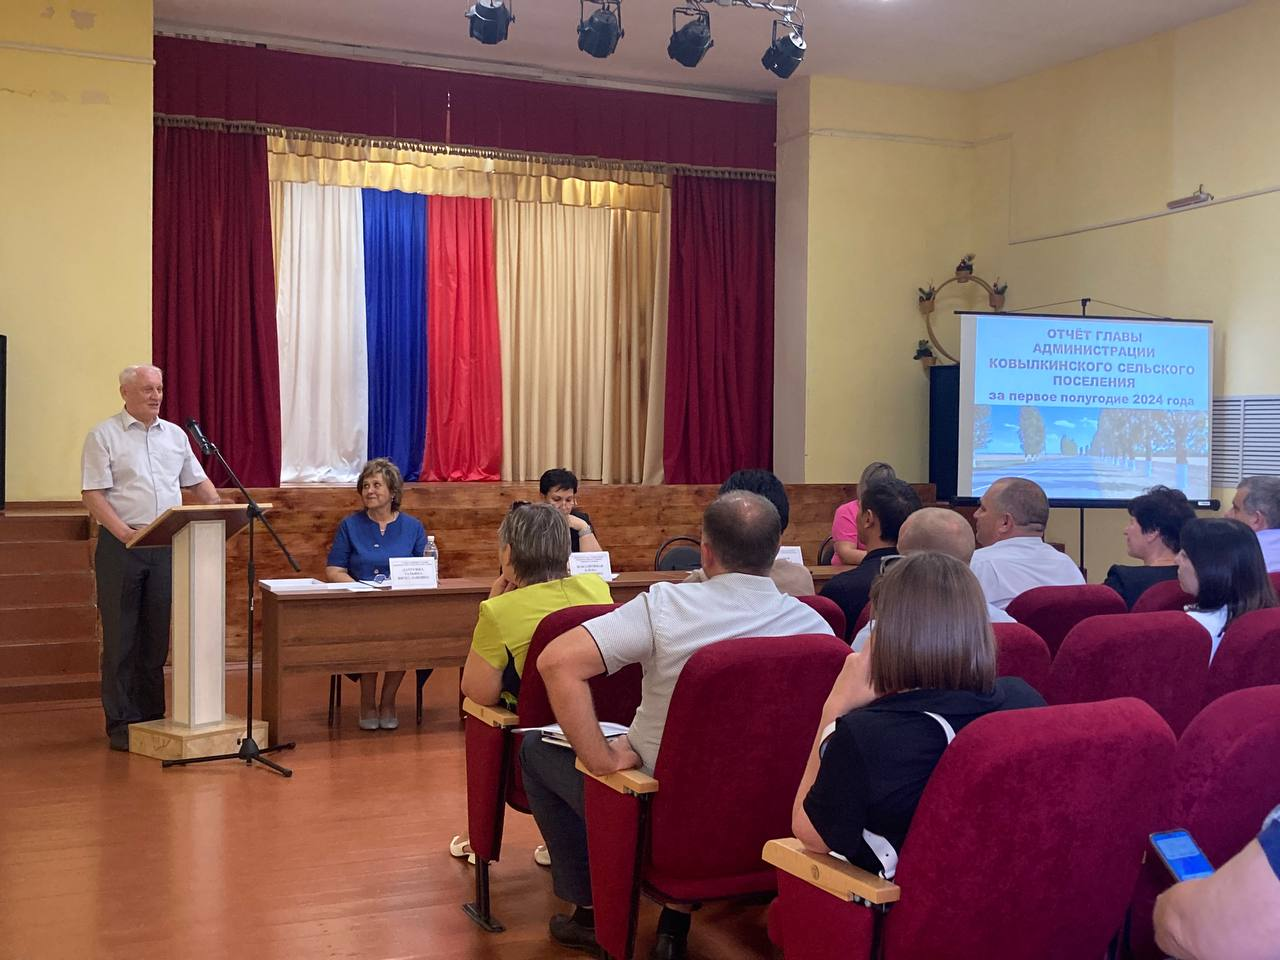 ОТЧЁТ ГЛАВЫ
АДМИНИСТРАЦИИ
КОВЫЛКИНСКОГО СЕЛЬСКОГО
ПОСЕЛЕНИЯ
за первое полугодие 2024 года